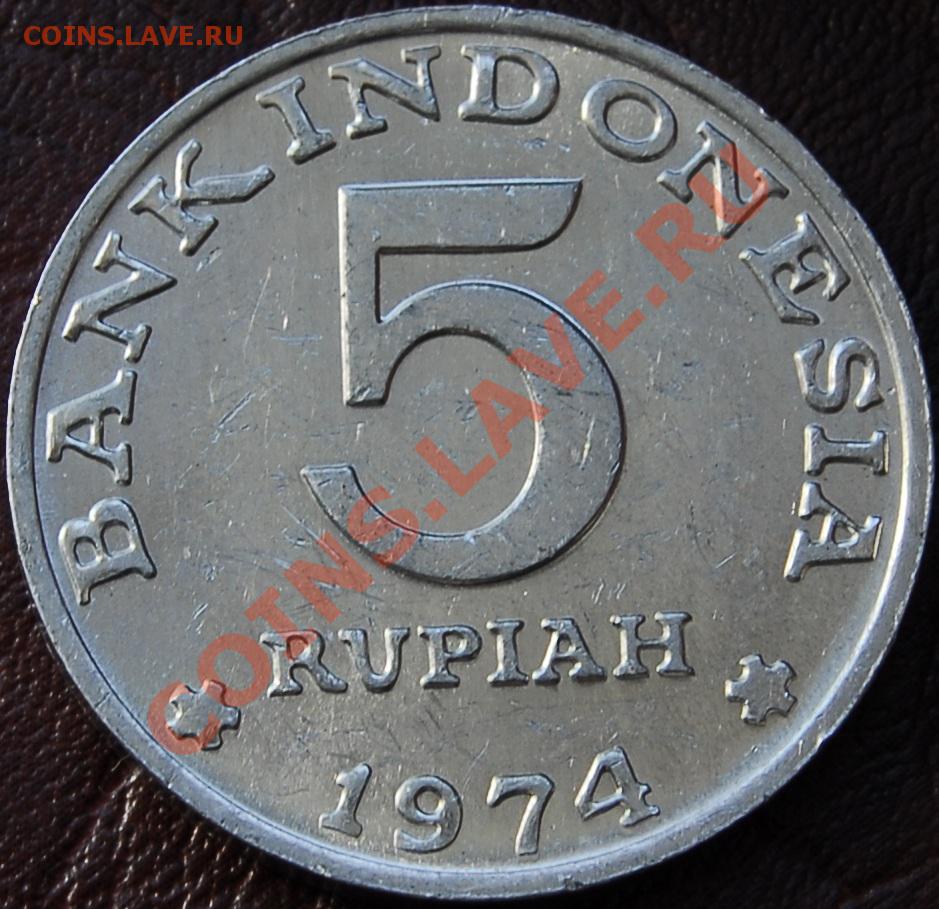 COINS.LAVE.RU
BANK INDONESIA
5
RUPIAH
1974
COINS.LAVE.RU